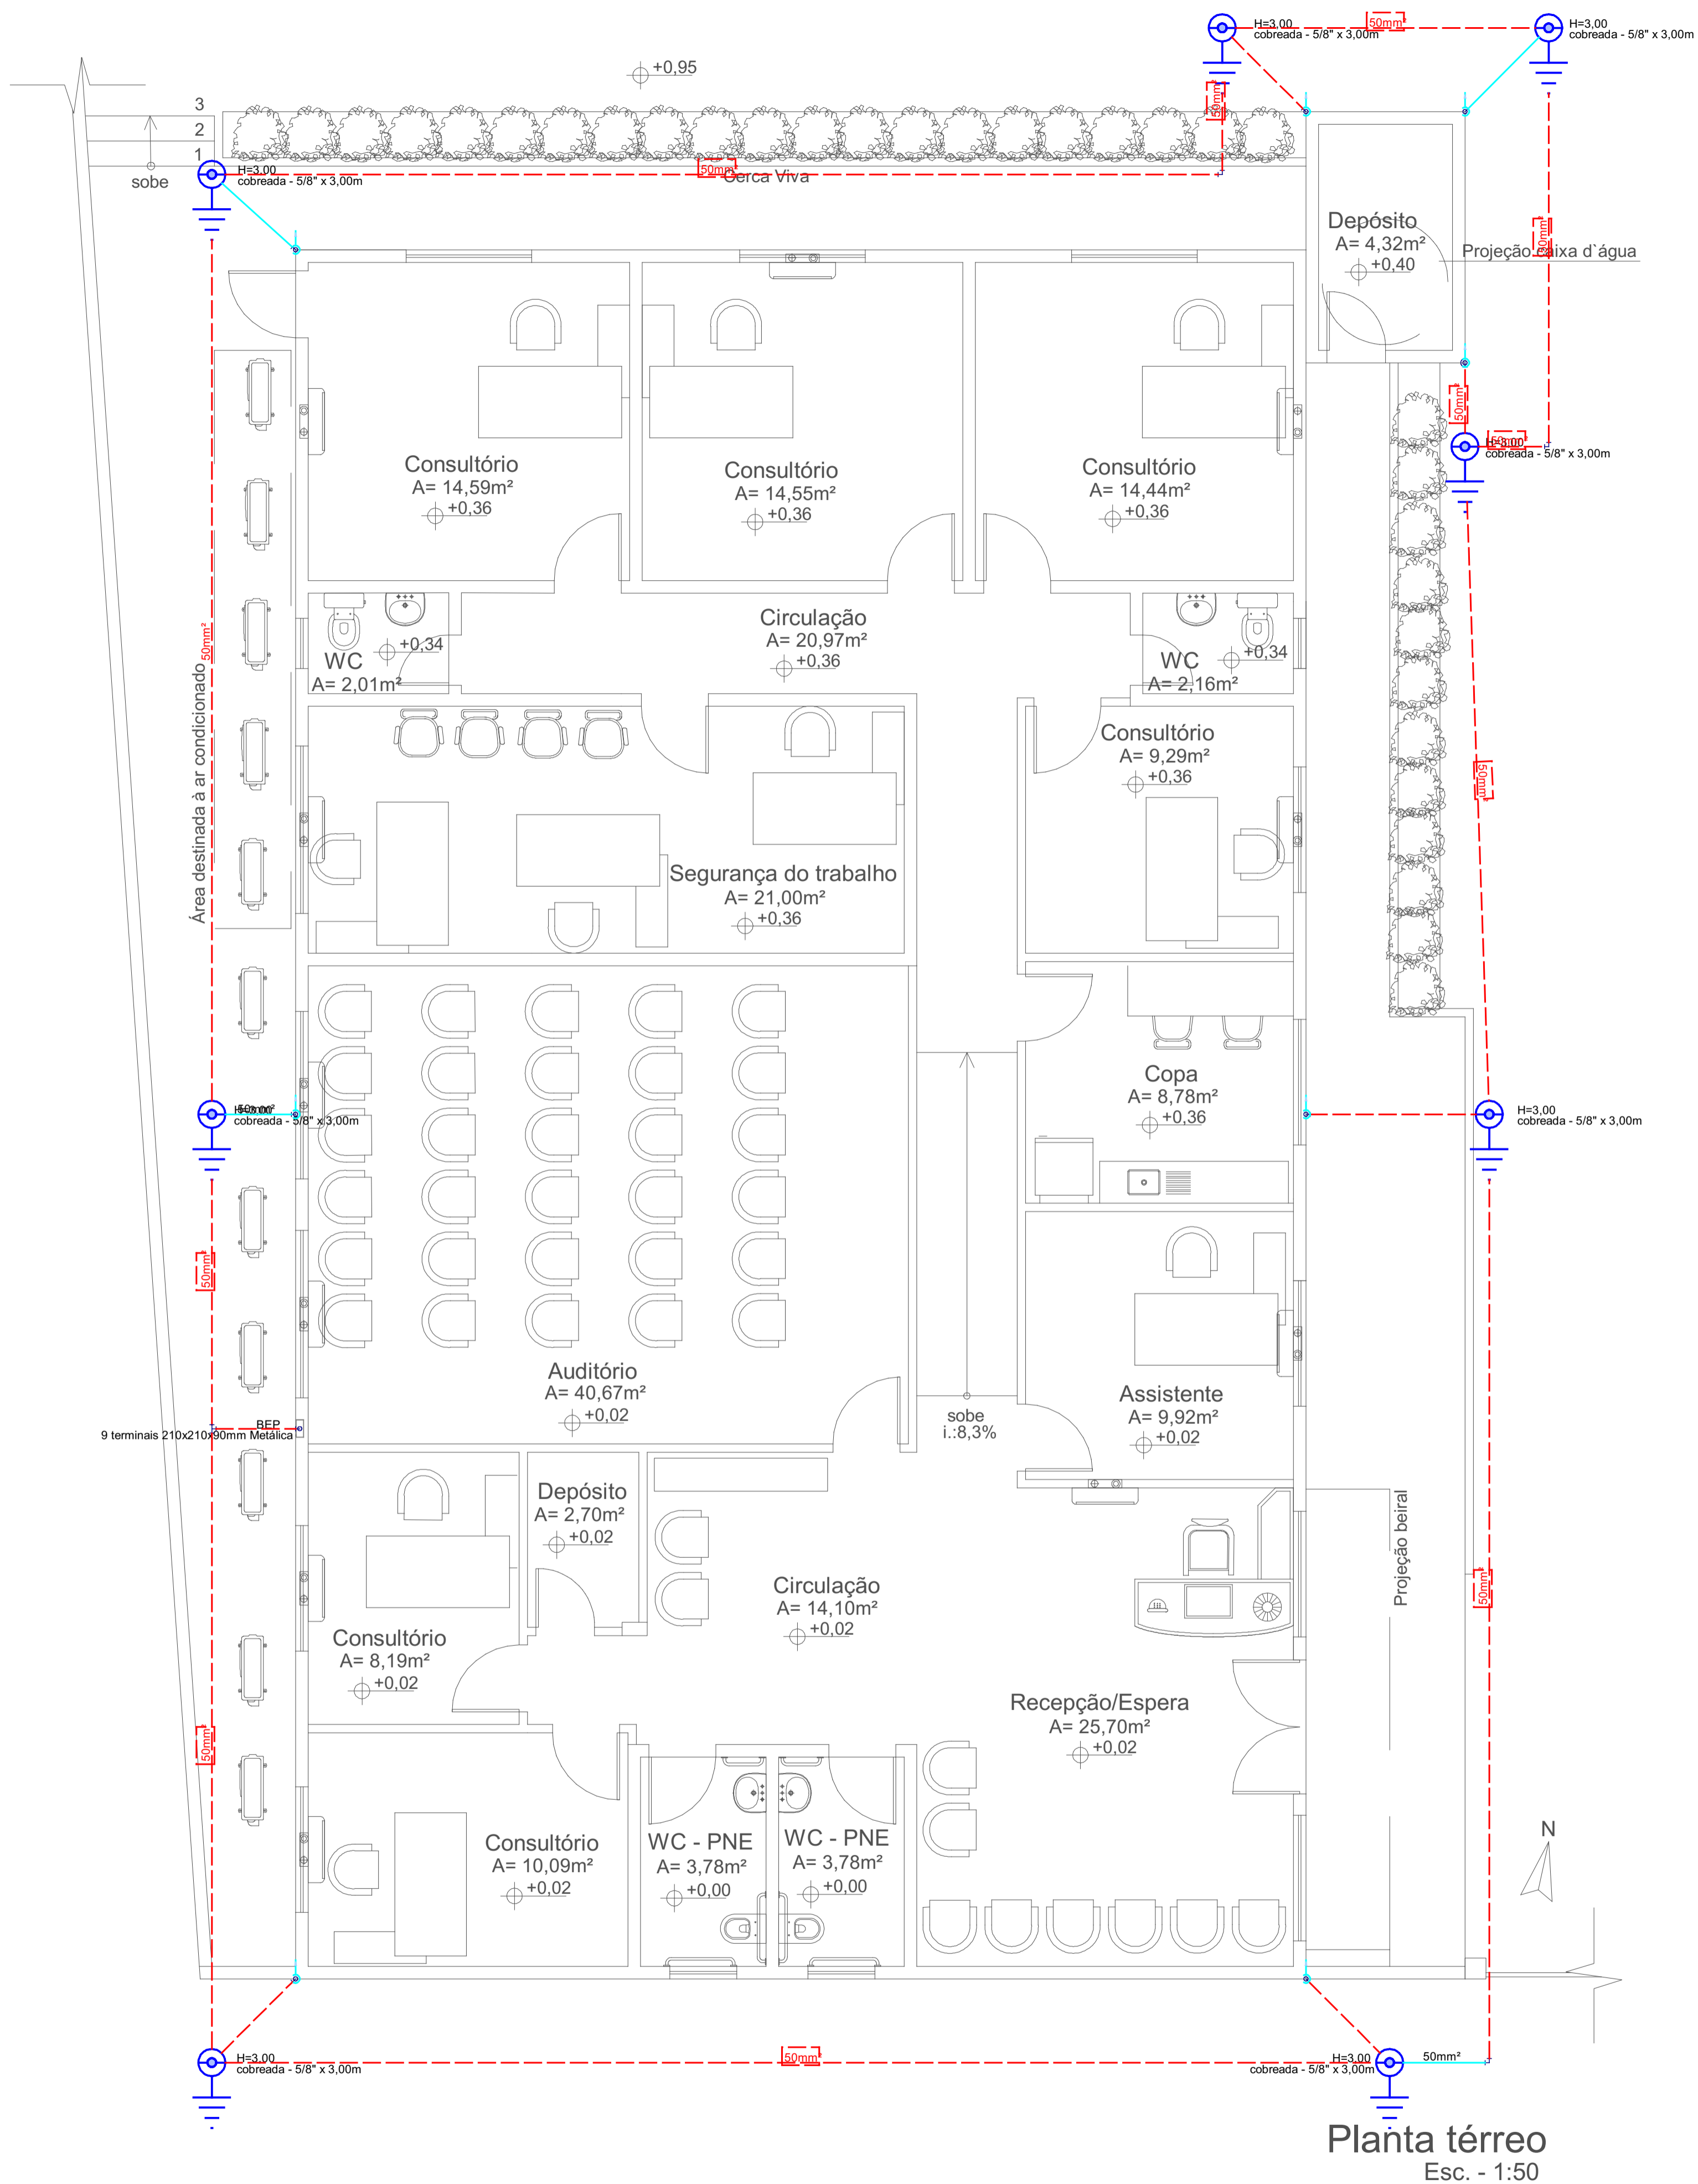 H=3.00
cobreada - 5/8" x 3,00m
50mm²
H=3,00
cobreada - 5/8" x 3,00m
+0,95
50mm²
3
2
1
sobe
H=3.00
cobreada - 5/8" x 3,00m
50mm²
Cerca Viva
Depósito
A= 4,32m²
+0,40
50mm²
Projeção caixa d`água
50mm²
50mm²
H=3.00
cobreada - 5/8" x 3,00m
Consultório
A= 14,59m²
+0,36
Consultório
A= 14,55m²
+0,36
Consultório
A= 14,44m²
+0,36
Circulação
A= 20,97m²
+0,36
+0,34
WC
A= 2,01m²
+0,34
WC
A= 2,16m²
50mm²
Área destinada à ar condicionado
Consultório
A= 9,29m²
+0,36
50mm²
Segurança do trabalho
A= 21,00m²
+0,36
Copa
A= 8,78m²
+0,36
H=3.00
50mm²
cobreada - 5/8" x 3,00m
H=3,00
cobreada - 5/8" x 3,00m
50mm²
Auditório
A= 40,67m²
+0,02
Assistente
A= 9,92m²
+0,02
sobe
i.:8,3%
BEP
9 terminais 210x210x90mm Metálica
Depósito
A= 2,70m²
+0,02
Projeção beiral
50mm²
Circulação
A= 14,10m²
+0,02
Consultório
A= 8,19m²
+0,02
50mm²
Recepção/Espera
A= 25,70m²
+0,02
Consultório
A= 10,09m²
+0,02
WC - PNE
A= 3,78m²
+0,00
WC - PNE
A= 3,78m²
+0,00
N
H=3.00
cobreada - 5/8" x 3,00m
50mm²
H=3.00
cobreada - 5/8" x 3,00m
50mm²
Planta térreo
Esc. - 1:50